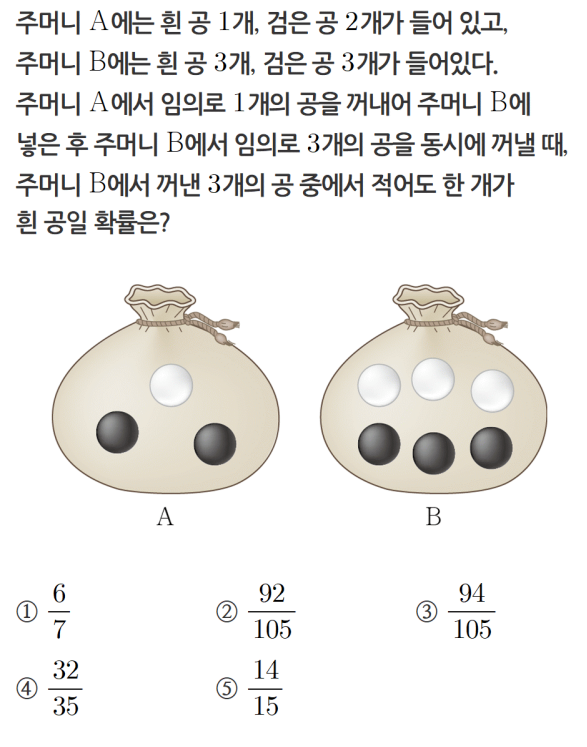 주머니 A에는 흰 공 1개, 검은 공 2개가 들어 있고,
주머니 B에는 흰 공 3개, 검은 공 3개가 들어있다.
주머니 A에서 임의로 1개의 공을 꺼내어 주머니 B에
넣은 후 주머니 B에서 임의로 3개의 공을 동시에 꺼낼 때,
주머니 B에서 꺼낸 3개의 공 중에서 적어도 한 개가
흰 공일 확률은?
A B
① 6/7 ② 92/105 ③ 94/105
④ 32/35 ⑤ 14/15